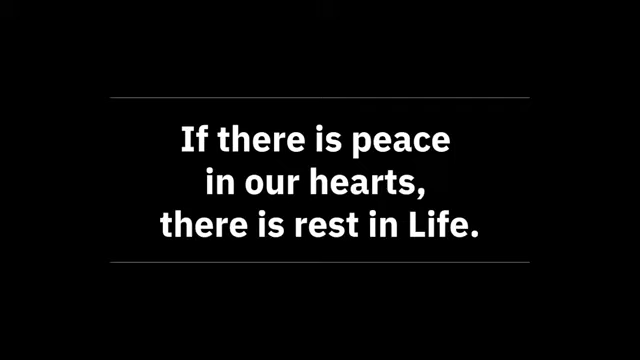 If there is peace
in our hearts,
there is rest in Life.